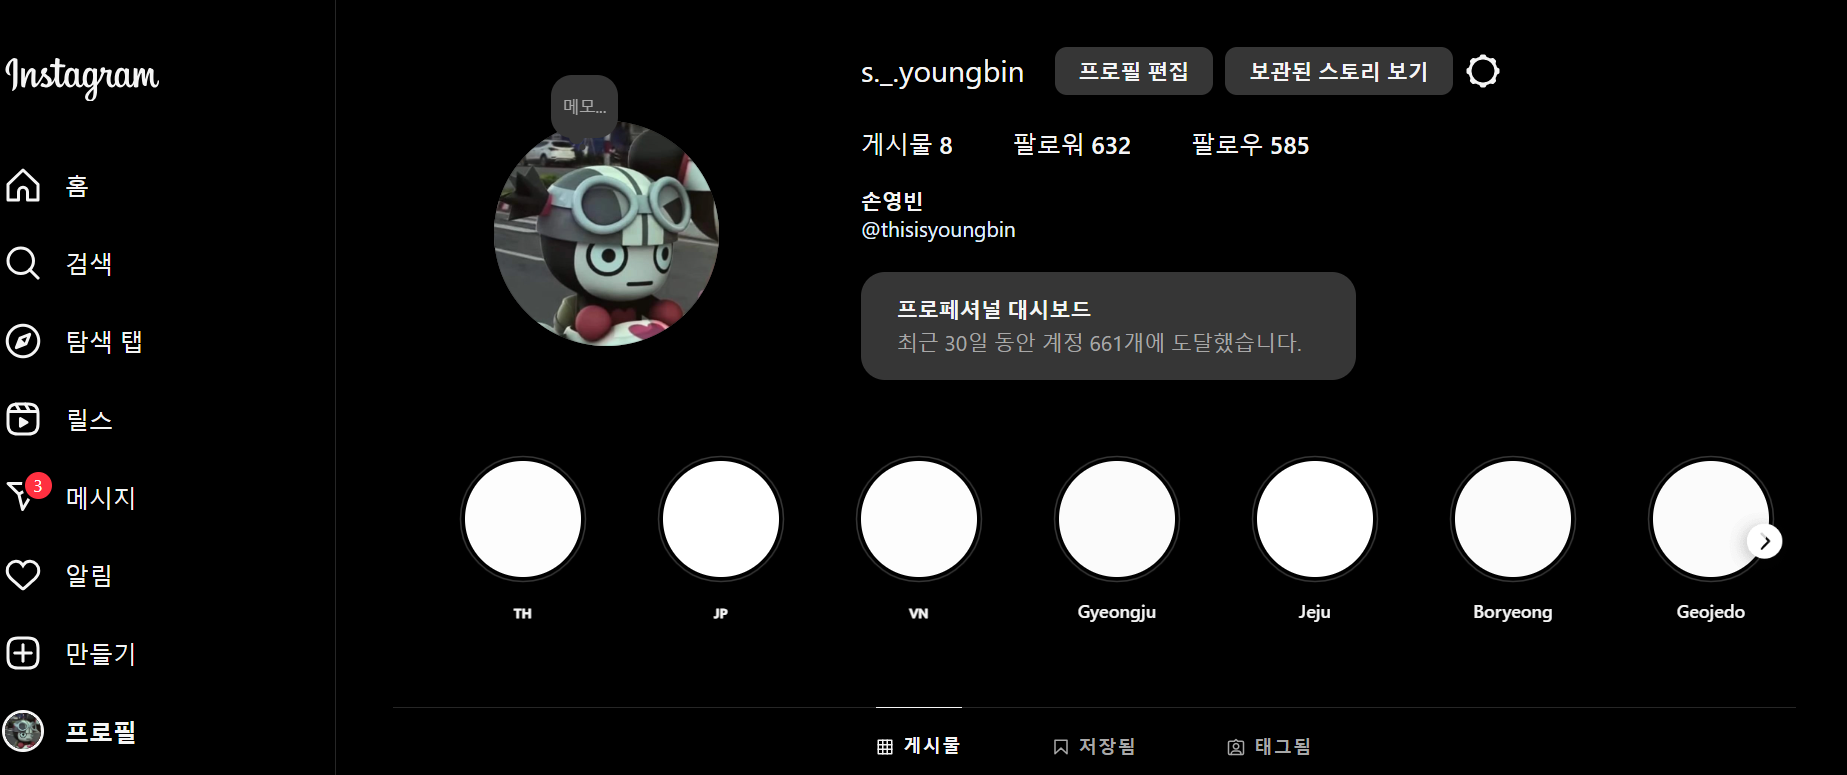 Instagram
홈
검색
탐색 탭
릴스
3
메시지
알림
만들기
프로필
메모...
s._.youngbin
프로필 편집
보관된 스토리 보기
게시물 8
팔로워 632
팔로우 585
손영빈
@thisisyoungbin
프로페셔널 대시보드
최근 30일 동안 계정 661개에 도달했습니다.
TH
JP
VN
Gyeongju
Jeju
Boryeong
Geojedo
게시물
저장됨
태그됨